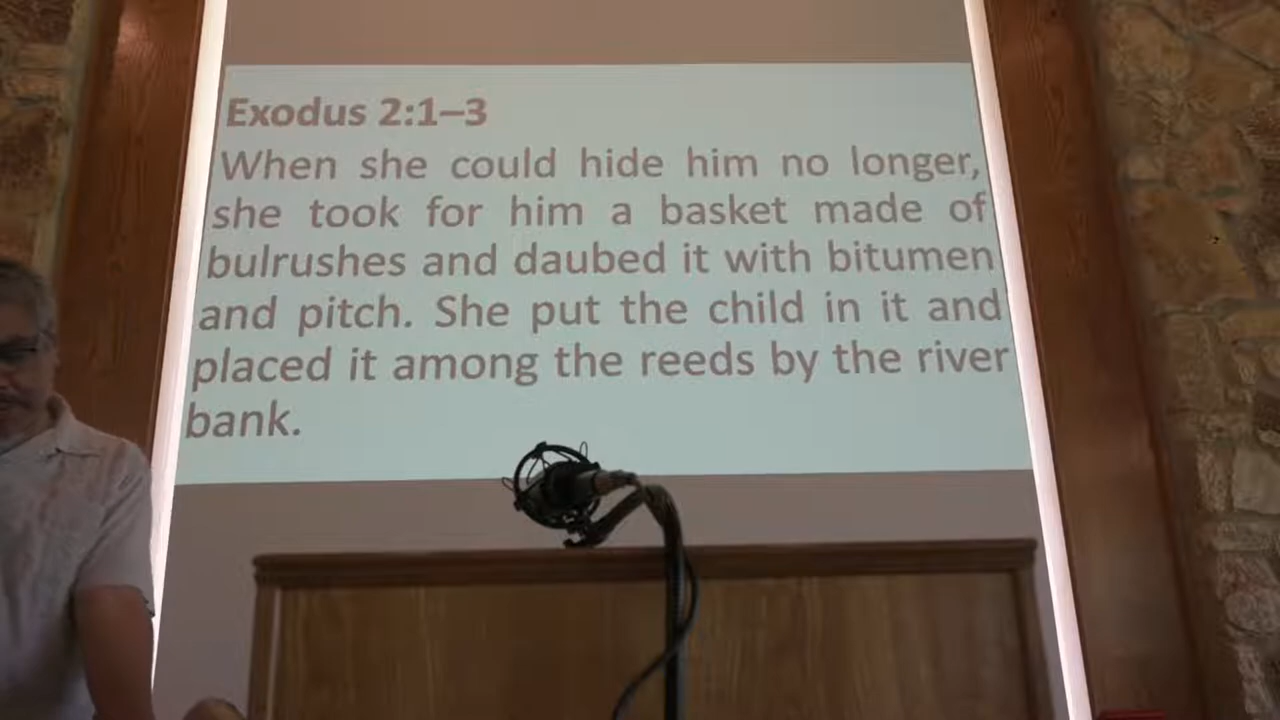 Exodus 2:1–3
When she could hide him no longer,
she took for him a basket made of
bulrushes and daubed it with bitumen
and pitch. She put the child in it and
placed it among the reeds by the river
bank.